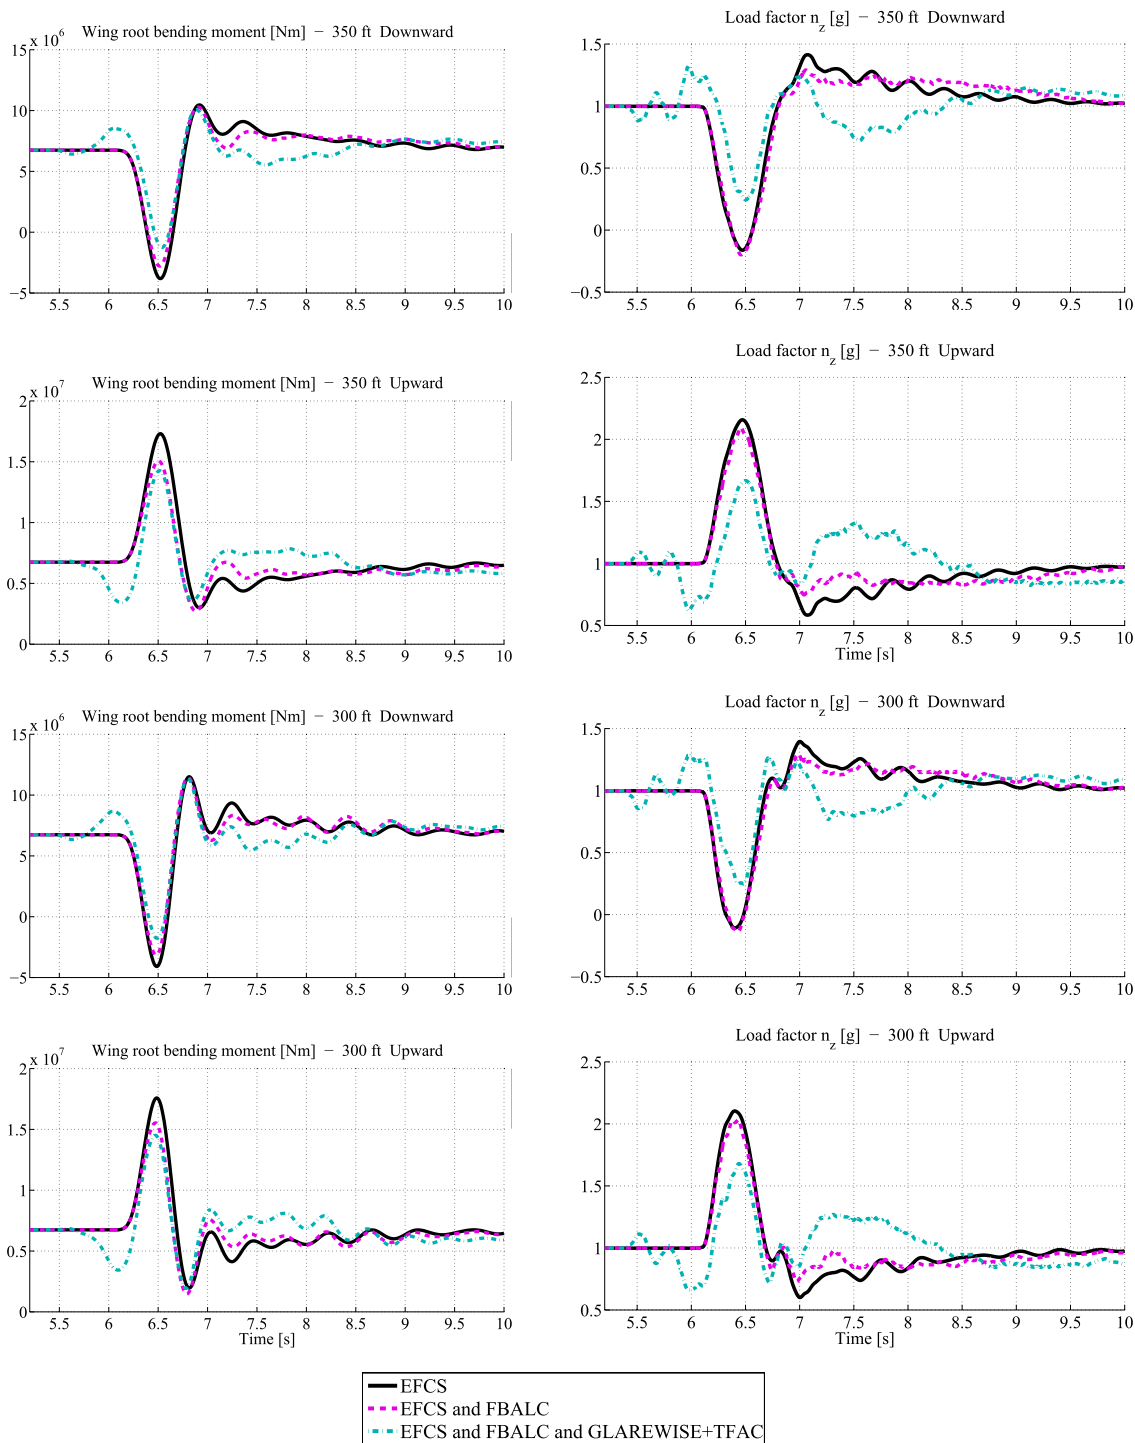 Wing root bending moment [Nm] − 350 ft Downward
x 10^6
15
10
5
0
−5
5.5 6 6.5 7 7.5 8 8.5 9 9.5 10
Load factor n_z [g] − 350 ft Downward
1.5
1
0.5
0
−0.5
5.5 6 6.5 7 7.5 8 8.5 9 9.5 10
Wing root bending moment [Nm] − 350 ft Upward
x 10^7
2
1.5
1
0.5
0
5.5 6 6.5 7 7.5 8 8.5 9 9.5 10
Load factor n_z [g] − 350 ft Upward
2.5
2
1.5
1
0.5
5.5 6 6.5 7 7.5 8 8.5 9 9.5 10
Time [s]
Wing root bending moment [Nm] − 300 ft Downward
x 10^6
15
10
5
0
−5
5.5 6 6.5 7 7.5 8 8.5 9 9.5 10
Load factor n_z [g] − 300 ft Downward
1.5
1
0.5
0
−0.5
5.5 6 6.5 7 7.5 8 8.5 9 9.5 10
Wing root bending moment [Nm] − 300 ft Upward
x 10^7
2
1.5
1
0.5
0
5.5 6 6.5 7 7.5 8 8.5 9 9.5 10
Time [s]
Load factor n_z [g] − 300 ft Upward
2.5
2
1.5
1
0.5
5.5 6 6.5 7 7.5 8 8.5 9 9.5 10
EFCS
EFCS and FBALC
EFCS and FBALC and GLAREWISE+TFAC